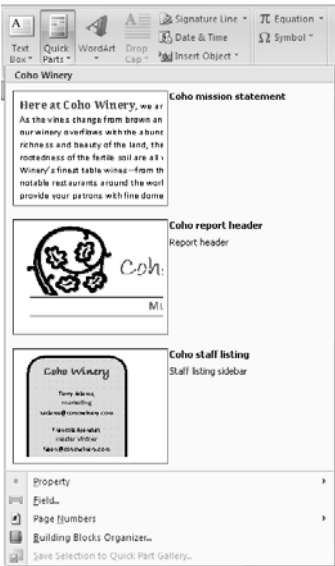 A
Signature Line
π Equation
Date & Time
Ω Symbol
Insert Object
Text Box
Quick Parts
WordArt
Drop Cap
Coho Winery
Here at Coho Winery, we ar
Coho mission statement
As the vines change from brown an
our winery overflows with the abund
richness and beauty of the land, the
rootedness of the fertile soil are all
Winery's finest table wines—from th
notable restaurants around the worl
provide your patrons with fine dome
Coho report header
Report header
Coho
Mu
Coho staff listing
Staff listing sidebar
Coho Winery
Terry Adams,
marketing
Property
Field...
Page Numbers
Building Blocks Organizer...
Save Selection to Quick Part Gallery...